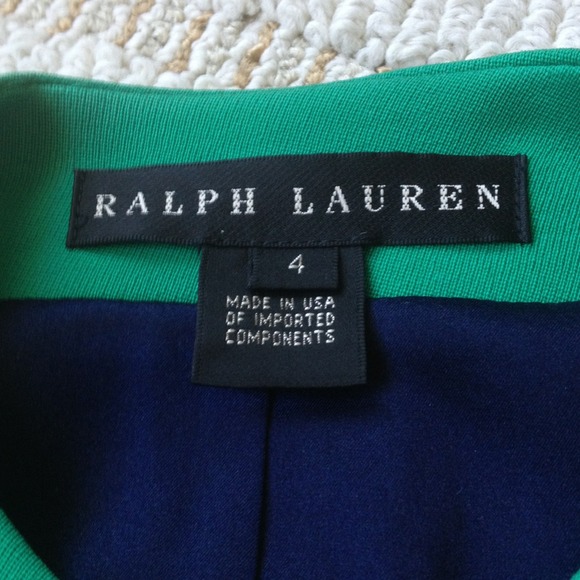 RALPH LAUREN
4
MADE IN USA
OF IMPORTED
COMPONENTS